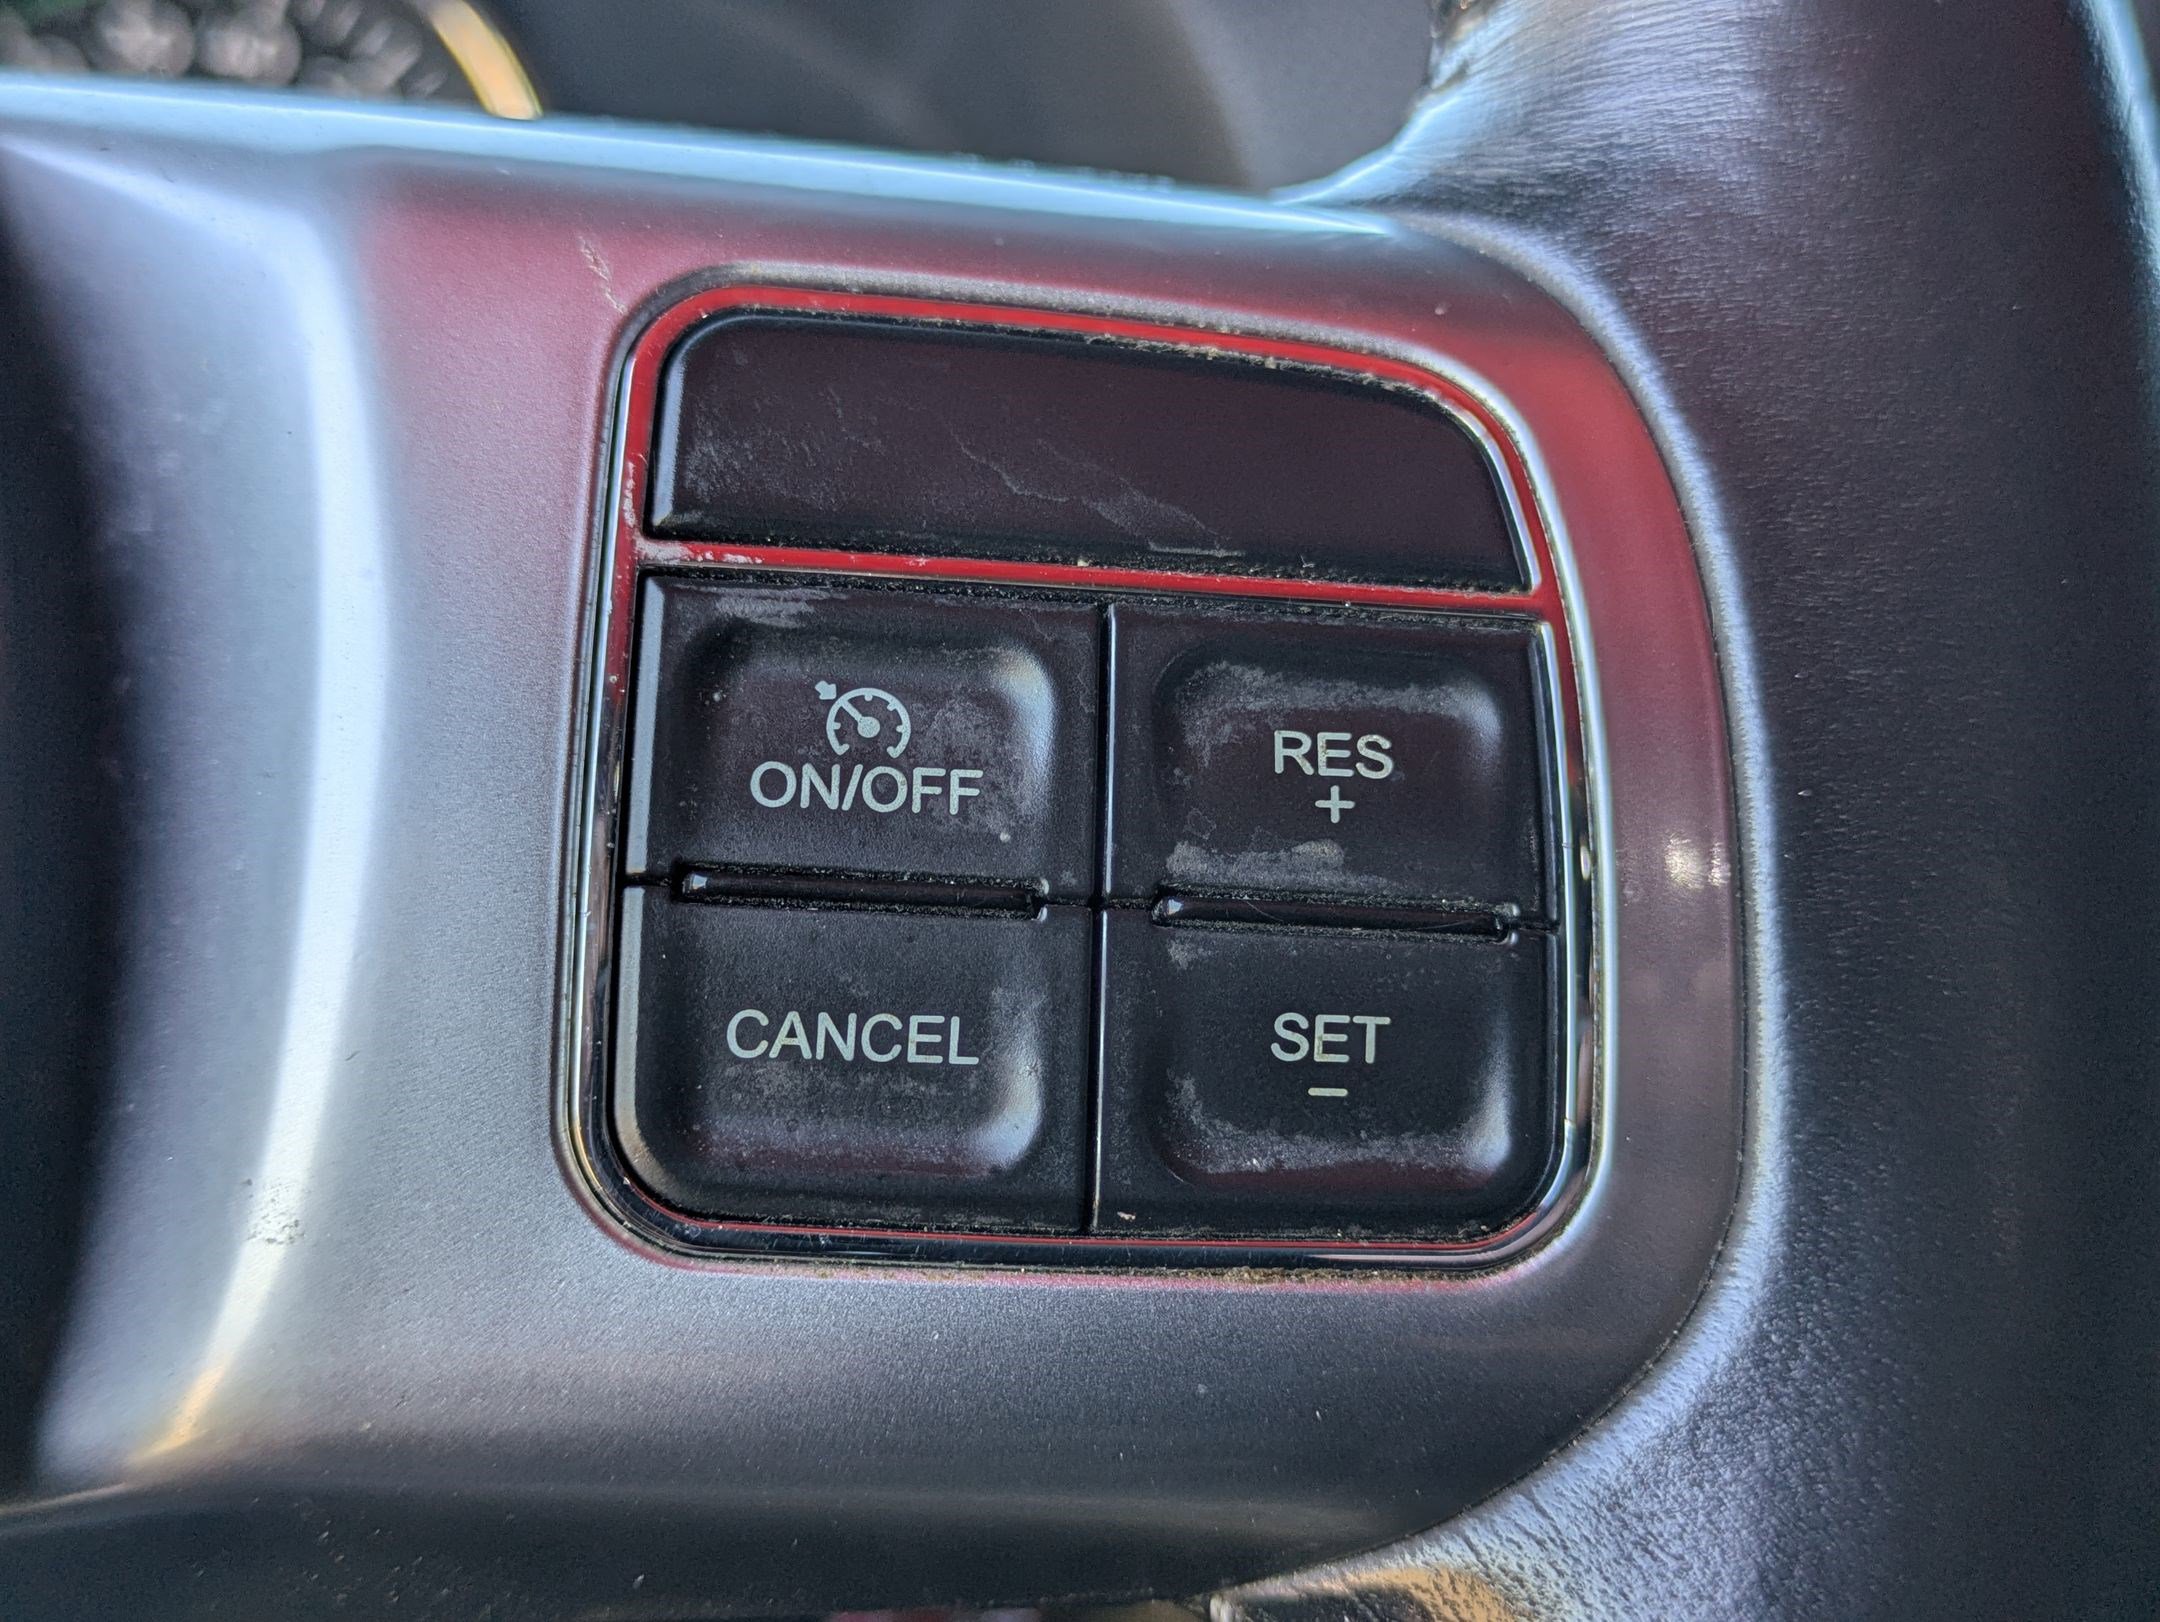 ON/OFF
RES
+
CANCEL
SET
−